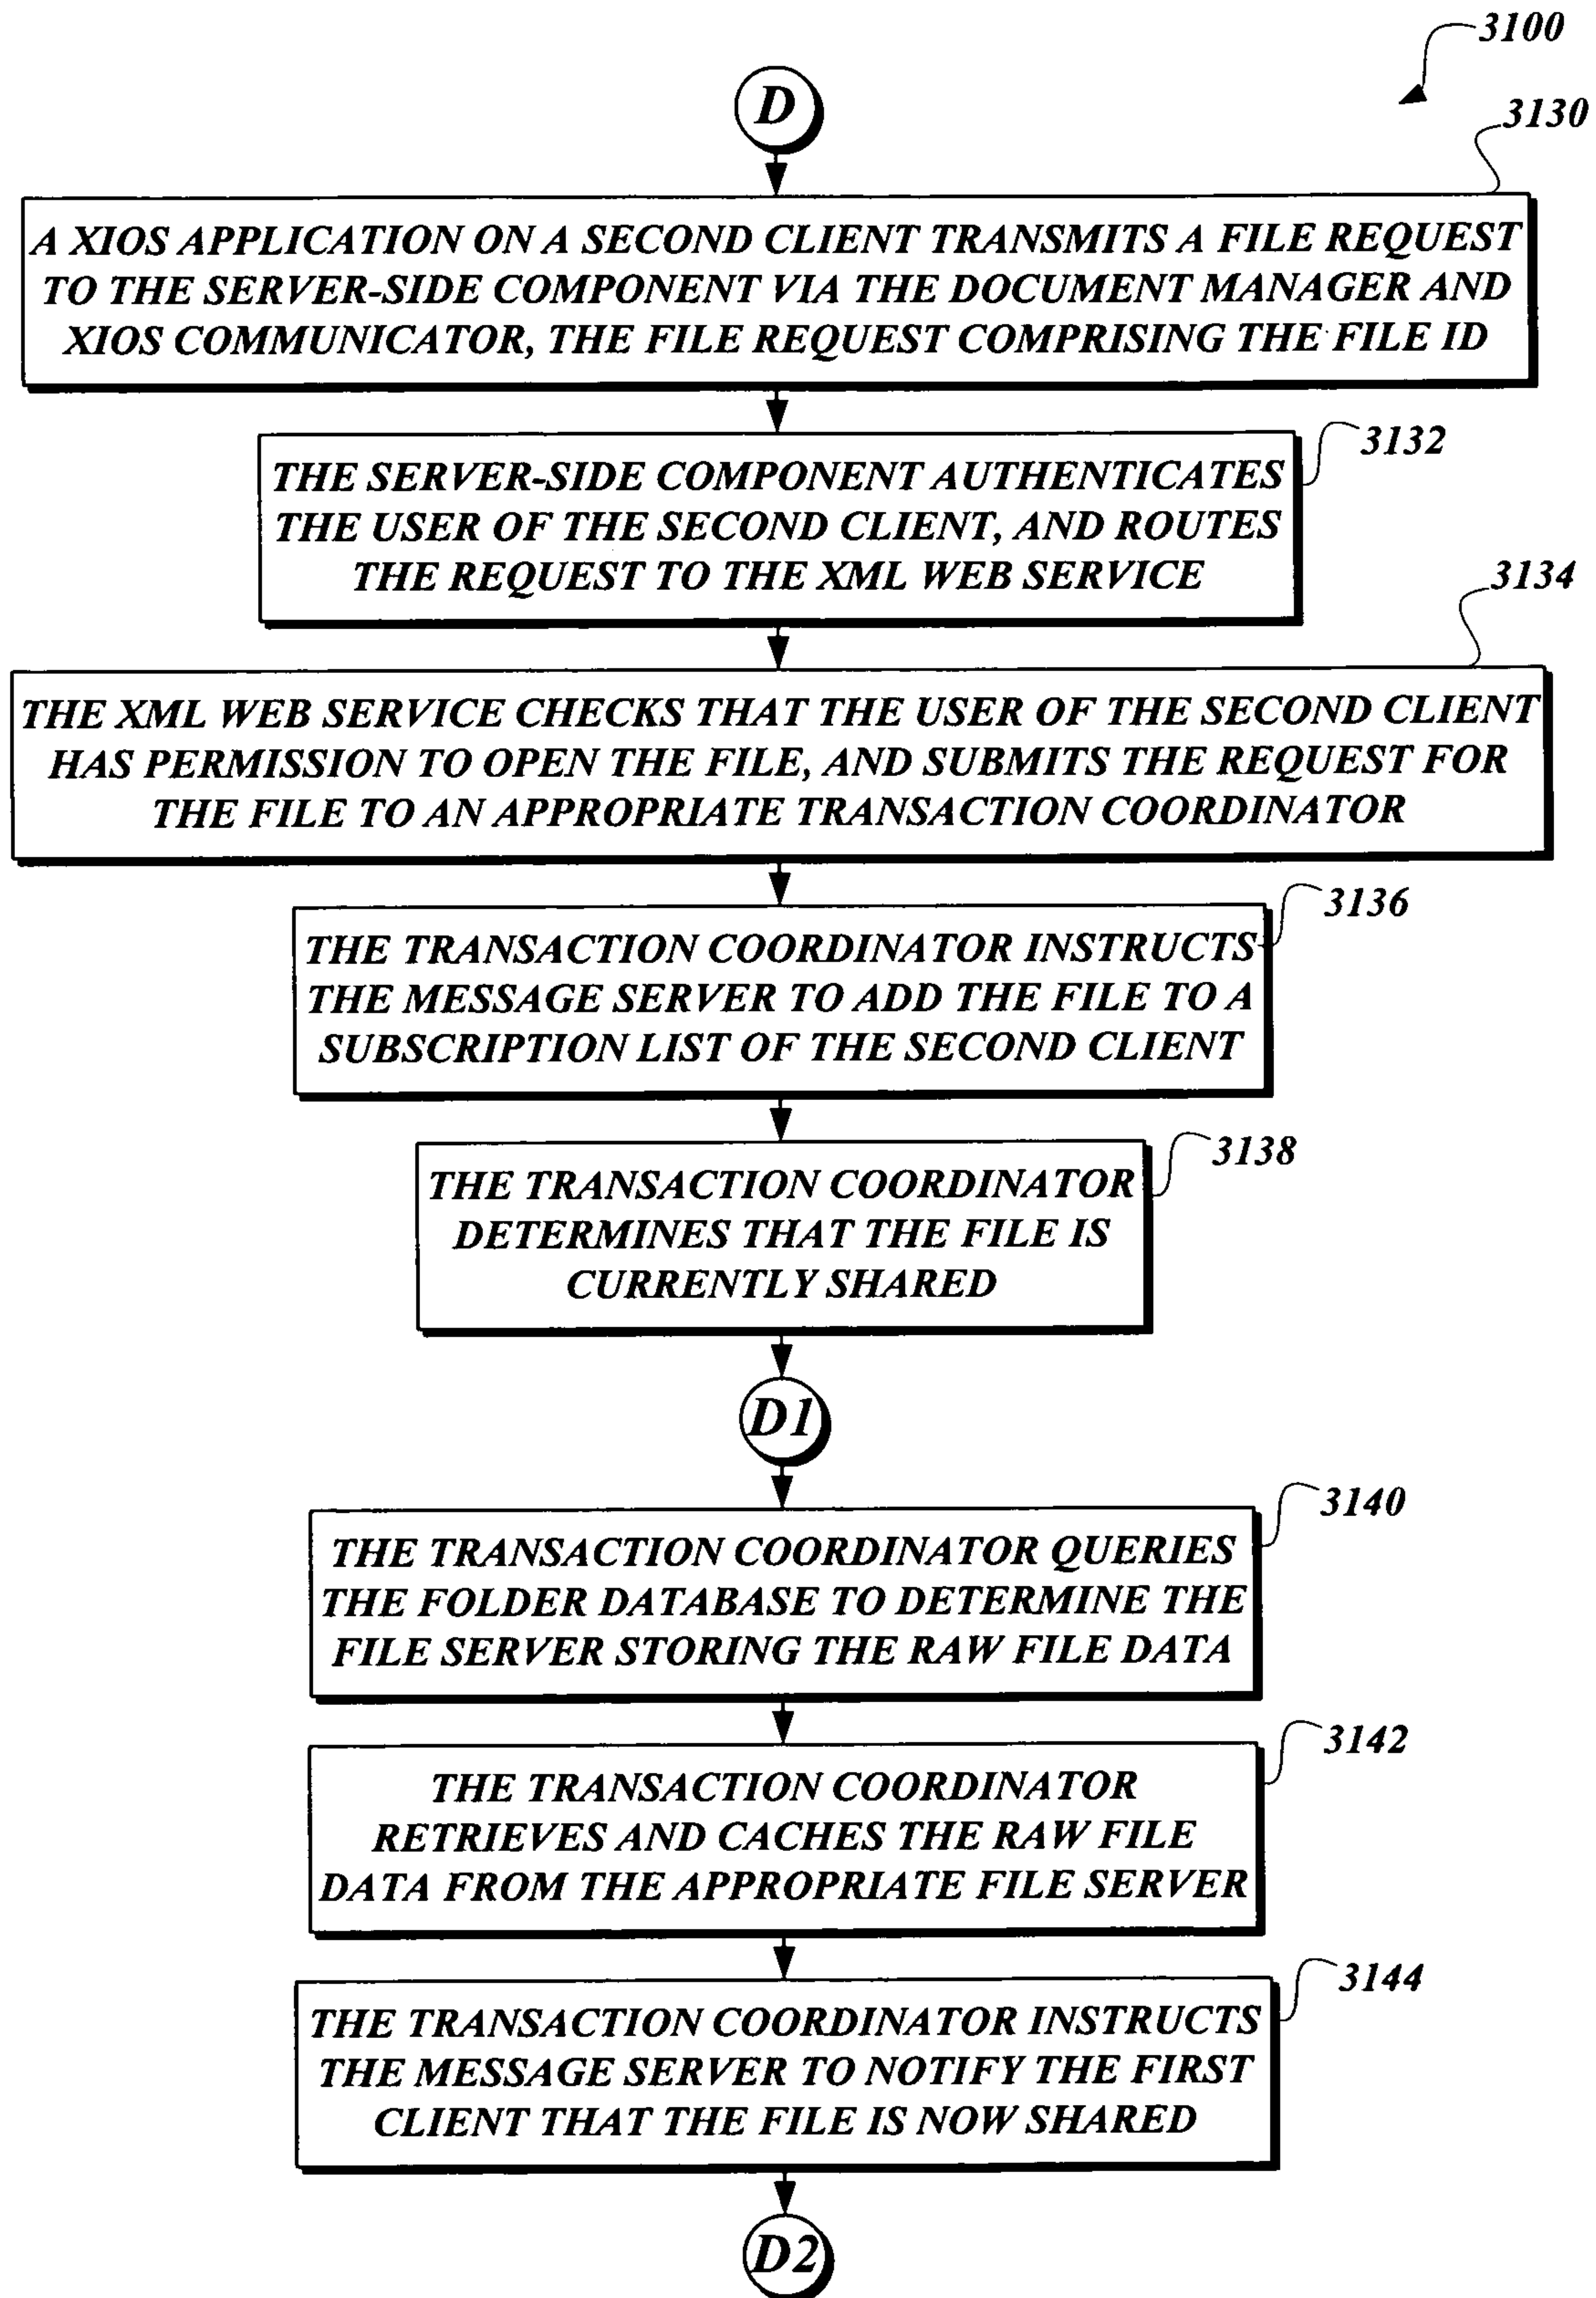 3100
D
3130
A XIOS APPLICATION ON A SECOND CLIENT TRANSMITS A FILE REQUEST
TO THE SERVER-SIDE COMPONENT VIA THE DOCUMENT MANAGER AND
XIOS COMMUNICATOR, THE FILE REQUEST COMPRISING THE FILE ID
3132
THE SERVER-SIDE COMPONENT AUTHENTICATES
THE USER OF THE SECOND CLIENT, AND ROUTES
THE REQUEST TO THE XML WEB SERVICE
3134
THE XML WEB SERVICE CHECKS THAT THE USER OF THE SECOND CLIENT
HAS PERMISSION TO OPEN THE FILE, AND SUBMITS THE REQUEST FOR
THE FILE TO AN APPROPRIATE TRANSACTION COORDINATOR
3136
THE TRANSACTION COORDINATOR INSTRUCTS
THE MESSAGE SERVER TO ADD THE FILE TO A
SUBSCRIPTION LIST OF THE SECOND CLIENT
3138
THE TRANSACTION COORDINATOR
DETERMINES THAT THE FILE IS
CURRENTLY SHARED
D1
3140
THE TRANSACTION COORDINATOR QUERIES
THE FOLDER DATABASE TO DETERMINE THE
FILE SERVER STORING THE RAW FILE DATA
3142
THE TRANSACTION COORDINATOR
RETRIEVES AND CACHES THE RAW FILE
DATA FROM THE APPROPRIATE FILE SERVER
3144
THE TRANSACTION COORDINATOR INSTRUCTS
THE MESSAGE SERVER TO NOTIFY THE FIRST
CLIENT THAT THE FILE IS NOW SHARED
D2